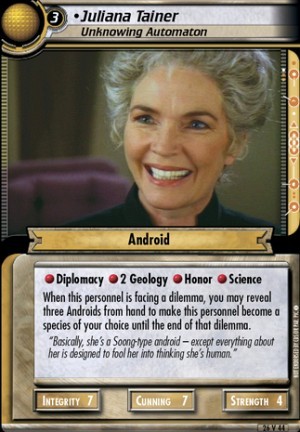 3 •Juliana Tainer
Unknowing Automaton
Android
Diplomacy 2 Geology Honor Science
When this personnel is facing a dilemma, you may reveal
three Androids from hand to make this personnel become a
species of your choice until the end of that dilemma.
"Basically, she's a Soong-type android – except everything about
her is designed to fool her into thinking she's human."
INTEGRITY 7 CUNNING 7 STRENGTH 4
26 V 44